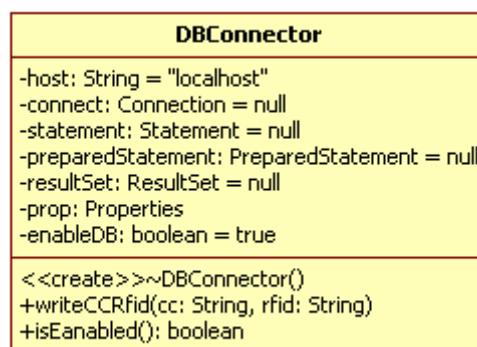 DBConnector
-host: String = "localhost"
-connect: Connection = null
-statement: Statement = null
-preparedStatement: PreparedStatement = null
-resultSet: ResultSet = null
-prop: Properties
-enableDB: boolean = true
<<create>>~DBConnector()
+writeCCRfid(cc: String, rfid: String)
+isEanabled(): boolean